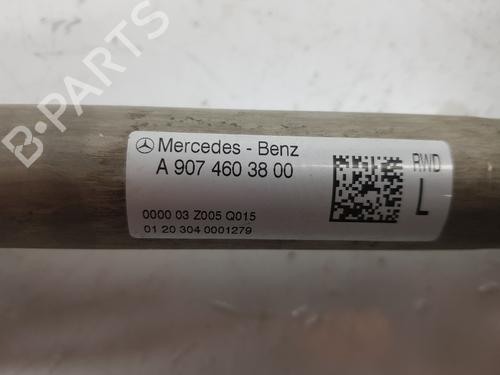 B-PARTS
Mercedes - Benz
A 907 460 38 00
0000 03 Z005 Q015
01 20 304 0001279
RWD
L